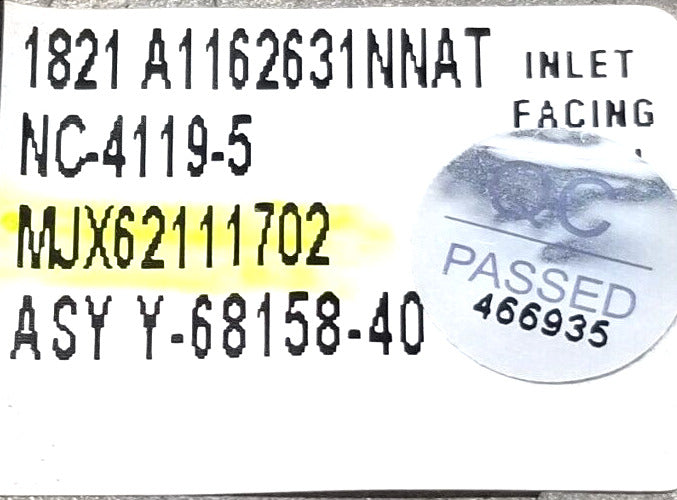 1821 A1162631NNAT
NC-4119-5
MJX62111702
ASY Y-68158-40
INLET
FACING
QC
PASSED
466935